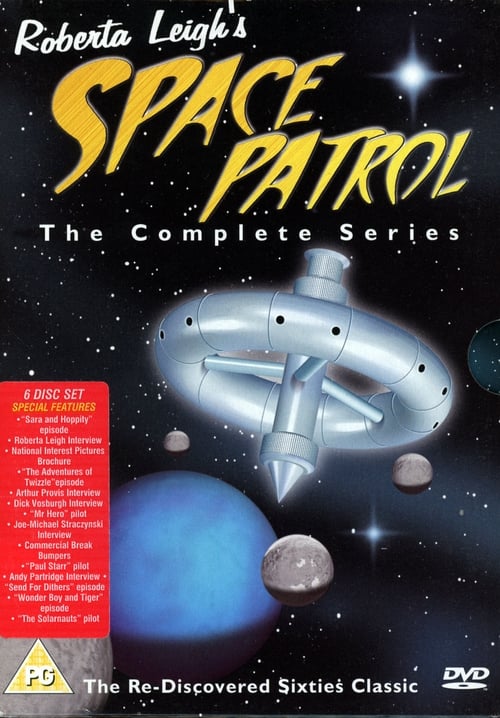 Roberta Leigh's
SPACE
PATROL
The Complete Series
6 DISC SET
SPECIAL FEATURES
• "Sara and Hoppity"
episode
• Roberta Leigh Interview
• National Interest Pictures
Brochure
• "The Adventures of
Twizzle"episode
• Arthur Provis Interview
• Dick Vosburgh Interview
• "Mr Hero" pilot
• Joe-Michael Straczynski
Interview
• Commercial Break
Bumpers
• "Paul Starr" pilot
• Andy Partridge Interview •
"Send For Dithers" episode
• "Wonder Boy and Tiger"
episode
• "The Solarnauts" pilot
PG
The Re-Discovered Sixties Classic
DVD